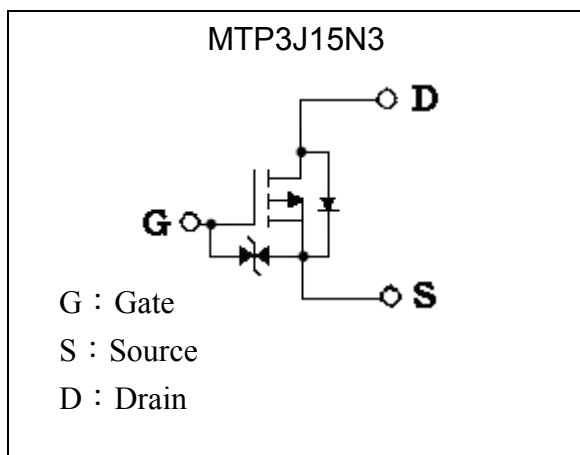 MTP3J15N3
D
G
S
G：Gate
S：Source
D：Drain